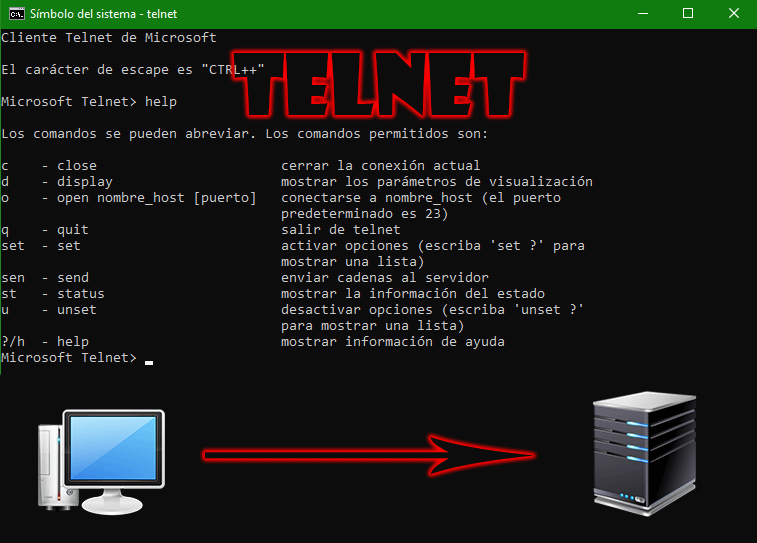 Símbolo del sistema - telnet
Cliente Telnet de Microsoft
TELNET
El carácter de escape es "CTRL++"
Microsoft Telnet> help
Los comandos se pueden abreviar. Los comandos permitidos son:
c - close cerrar la conexión actual
d - display mostrar los parámetros de visualización
o - open nombre_host [puerto] conectarse a nombre_host (el puerto
predeterminado es 23)
q - quit salir de telnet
set - set activar opciones (escriba 'set ?' para
mostrar una lista)
sen - send enviar cadenas al servidor
st - status mostrar la información del estado
u - unset desactivar opciones (escriba 'unset ?'
para mostrar una lista)
?/h - help mostrar información de ayuda
Microsoft Telnet>